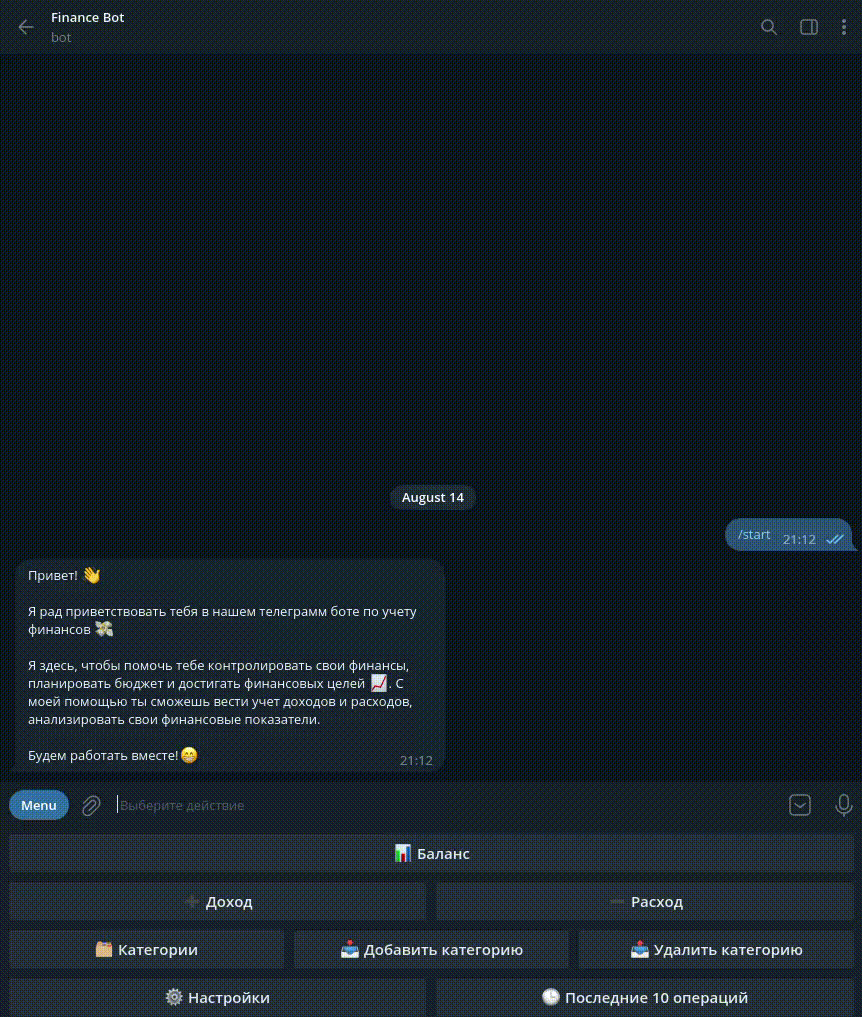 Finance Bot
bot
August 14
/start 21:12
Привет! 👋
Я рад приветствовать тебя в нашем телеграмм боте по учету
финансов 💸
Я здесь, чтобы помочь тебе контролировать свои финансы,
планировать бюджет и достигать финансовых целей 📈. С
моей помощью ты сможешь вести учет доходов и расходов,
анализировать свои финансовые показатели.
Будем работать вместе!😁
21:12
Menu
Выберите действие
📊 Баланс
➕ Доход
➖ Расход
🗂 Категории
📥 Добавить категорию
📤 Удалить категорию
⚙️ Настройки
🕒 Последние 10 операций